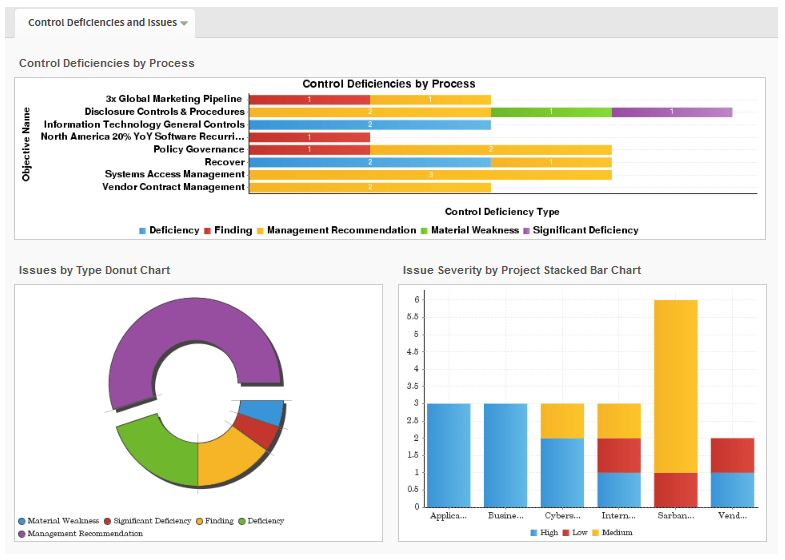 Control Deficiencies and Issues
Control Deficiencies by Process
Control Deficiencies by Process
Objective Name
3x Global Marketing Pipeline 1 1
Disclosure Controls & Procedures 2 1 1
Information Technology General Controls 2
North America 20% YoY Software Recurri... 1
Policy Governance 1 2
Recover 2 1
Systems Access Management 3
Vendor Contract Management 2
Control Deficiency Type
Deficiency Finding Management Recommendation Material Weakness Significant Deficiency
Issues by Type Donut Chart
Material Weakness Significant Deficiency Finding Deficiency
Management Recommendation
Issue Severity by Project Stacked Bar Chart
6
5.5
5
4.5
4
3.5
3
2.5
2
1.5
1
0.5
0
Applica... Busine... Cybers... Intern... Sarban... Vend...
High Low Medium